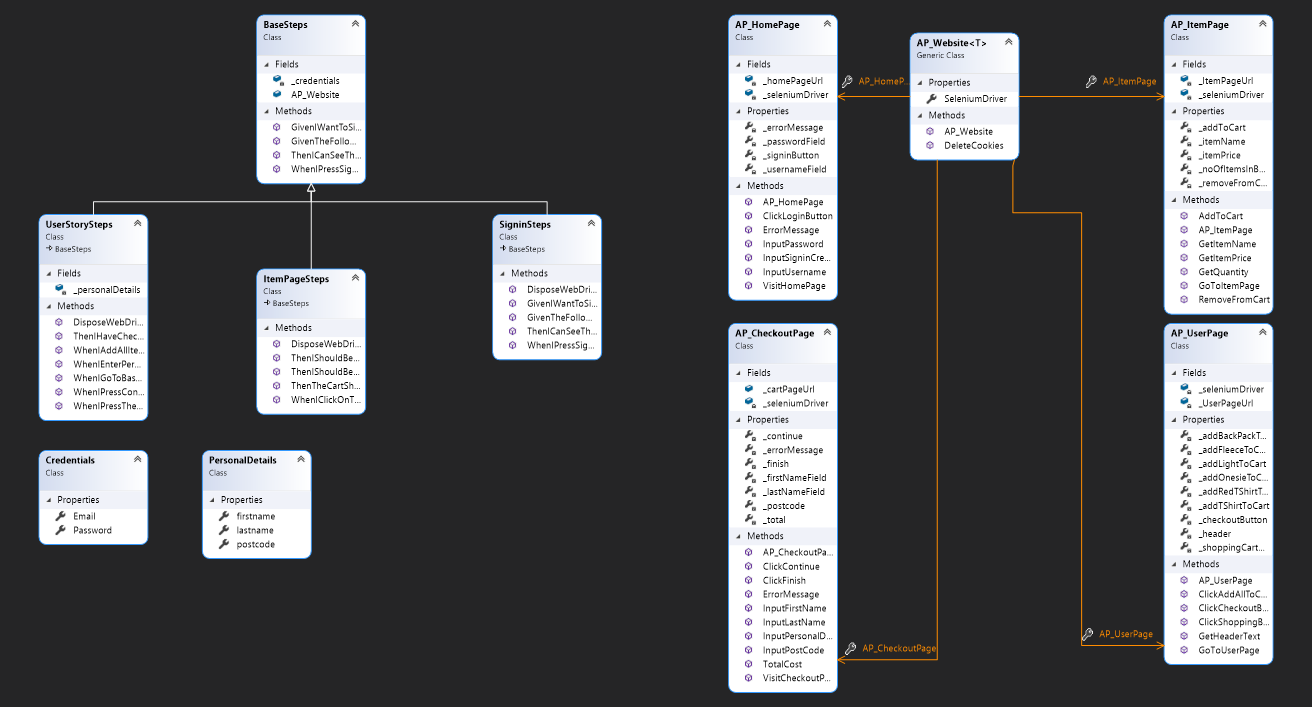 BaseSteps
Class
Fields
_credentials
AP_Website
Methods
GivenIWantToSi...
GivenTheFollo...
ThenICanSeeTh...
WhenIPressSig...
UserStorySteps
Class
BaseSteps
Fields
_personalDetails
Methods
DisposeWebDri...
ThenIHaveChec...
WhenIAddAllIte...
WhenIEnterPer...
WhenIGoToBas...
WhenIPressCon...
WhenIPressThe...
ItemPageSteps
Class
BaseSteps
Methods
DisposeWebDri...
ThenIShouldBe...
ThenIShouldBe...
ThenTheCartSh...
WhenIClickOnT...
SigninSteps
Class
BaseSteps
Methods
DisposeWebDri...
GivenIWantToSi...
GivenTheFollo...
ThenICanSeeTh...
WhenIPressSig...
Credentials
Class
Properties
Email
Password
PersonalDetails
Class
Properties
firstname
lastname
postcode
AP_HomePage
Class
Fields
_homePageUrl
_seleniumDriver
Properties
_errorMessage
_passwordField
_signinButton
_usernameField
Methods
AP_HomePage
ClickLoginButton
ErrorMessage
InputPassword
InputSigninCre...
InputUsername
VisitHomePage
AP_HomeP...
AP_Website<T>
Generic Class
Properties
SeleniumDriver
Methods
AP_Website
DeleteCookies
AP_ItemPage
AP_ItemPage
Class
Fields
_ItemPageUrl
_seleniumDriver
Properties
_addToCart
_itemName
_itemPrice
_noOfItemsInB...
_removeFromC...
Methods
AddToCart
AP_ItemPage
GetItemName
GetItemPrice
GetQuantity
GoToItemPage
RemoveFromCart
AP_CheckoutPage
Class
Fields
_cartPageUrl
_seleniumDriver
Properties
_continue
_errorMessage
_finish
_firstNameField
_lastNameField
_postcode
_total
Methods
AP_CheckoutPa...
ClickContinue
ClickFinish
ErrorMessage
InputFirstName
InputLastName
InputPersonalD...
InputPostCode
TotalCost
VisitCheckoutP...
AP_CheckoutPage
AP_UserPage
AP_UserPage
Class
Fields
_seleniumDriver
_UserPageUrl
Properties
_addBackPackT...
_addFleeceToC...
_addLightToCart
_addOnesieToC...
_addRedTShirtT...
_addTShirtToCart
_checkoutButton
_header
_shoppingCart...
Methods
AP_UserPage
ClickAddAllToC...
ClickCheckoutB...
ClickShoppingB...
GetHeaderText
GoToUserPage